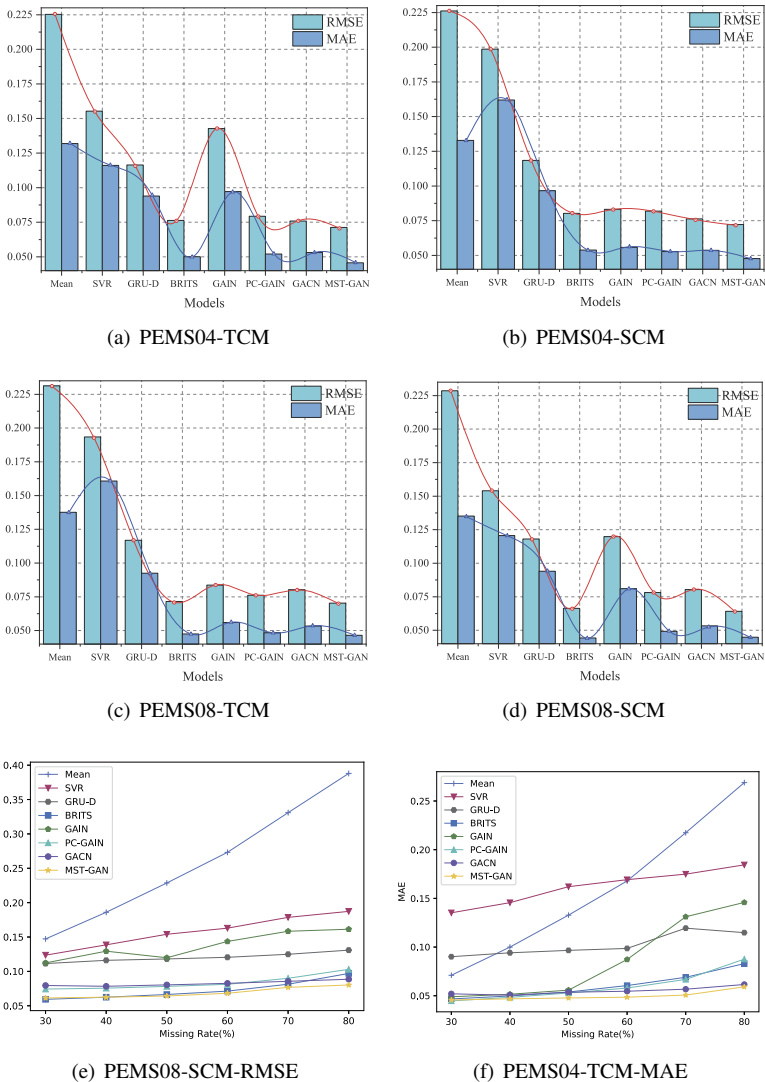 0.225
0.200
0.175
0.150
0.125
0.100
0.075
0.050
RMSE
MAE
Mean SVR GRU-D BRITS GAIN PC-GAIN GACN MST-GAN
Models
(a) PEMS04-TCM
0.225
0.200
0.175
0.150
0.125
0.100
0.075
0.050
RMSE
MAE
Mean SVR GRU-D BRITS GAIN PC-GAIN GACN MST-GAN
Models
(b) PEMS04-SCM
0.225
0.200
0.175
0.150
0.125
0.100
0.075
0.050
RMSE
MAE
Mean SVR GRU-D BRITS GAIN PC-GAIN GACN MST-GAN
Models
(c) PEMS08-TCM
0.225
0.200
0.175
0.150
0.125
0.100
0.075
0.050
RMSE
MAE
Mean SVR GRU-D BRITS GAIN PC-GAIN GACN MST-GAN
Models
(d) PEMS08-SCM
0.40
0.35
0.30
0.25
0.20
0.15
0.10
0.05
Mean
SVR
GRU-D
BRITS
GAIN
PC-GAIN
GACN
MST-GAN
30 40 50 60 70 80
Missing Rate(%)
(e) PEMS08-SCM-RMSE
MAE
0.25
0.20
0.15
0.10
0.05
Mean
SVR
GRU-D
BRITS
GAIN
PC-GAIN
GACN
MST-GAN
30 40 50 60 70 80
Missing Rate(%)
(f) PEMS04-TCM-MAE